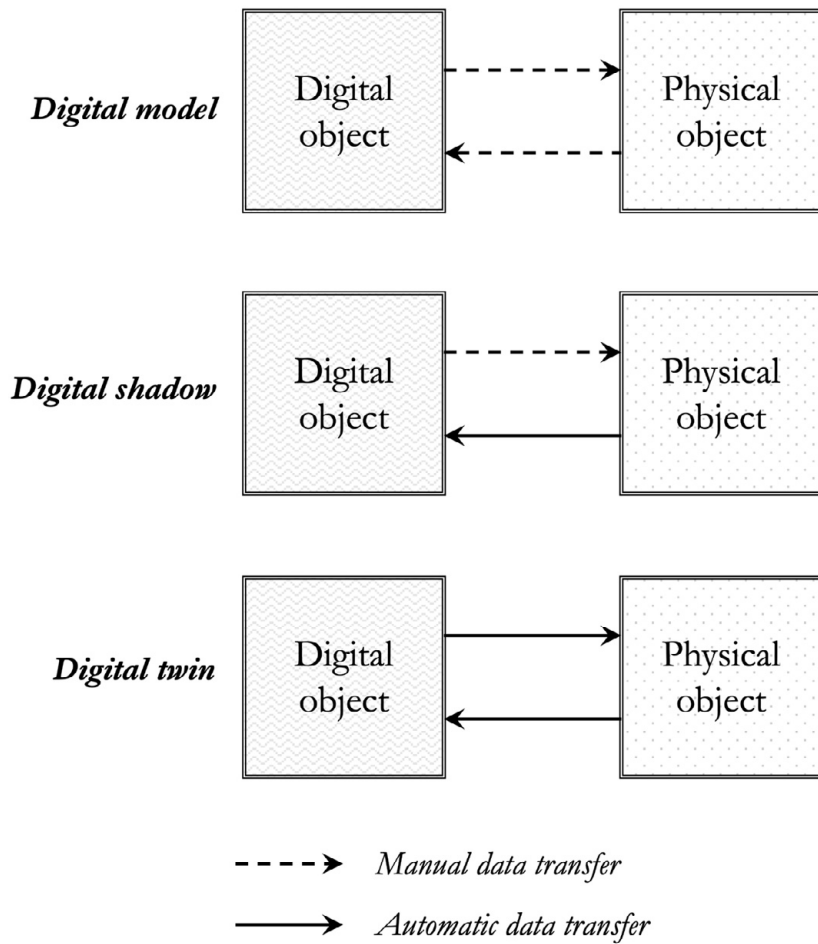 Digital model
Digital
object
Physical
object
Digital shadow
Digital
object
Physical
object
Digital twin
Digital
object
Physical
object
Manual data transfer
Automatic data transfer